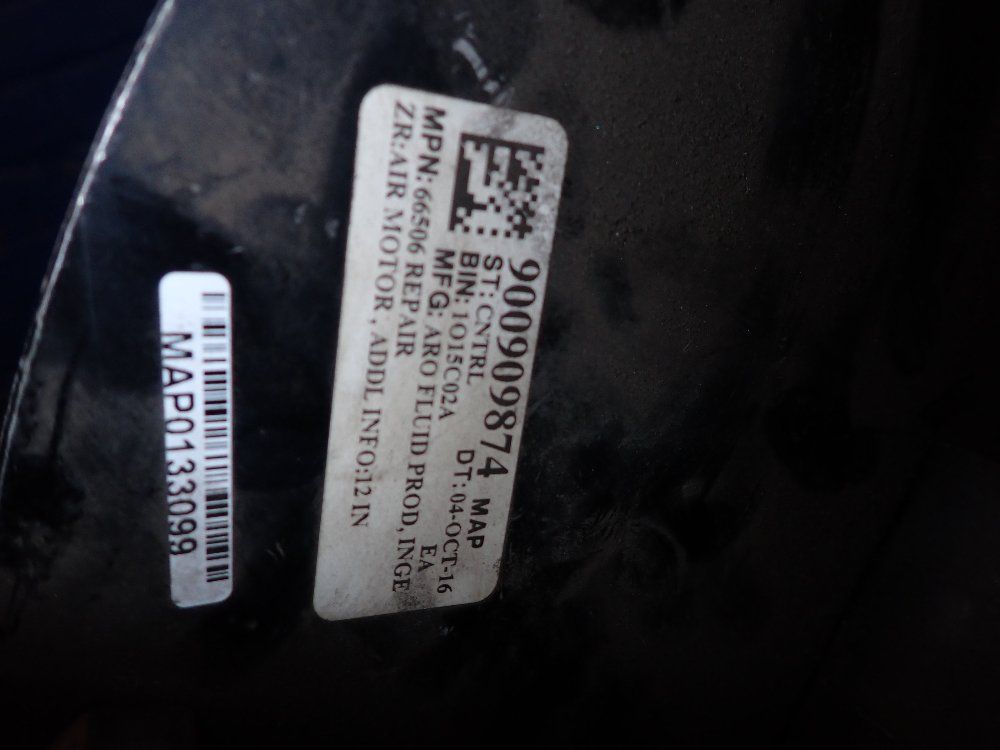 900909874 MAP
ST: CNTRL DT: 04-OCT-16
BIN: 1O15C02A EA
MFG: ARO FLUID PROD, INGE
MPN: 66506 REPAIR
ZR:AIR MOTOR , ADDL INFO:12 IN
MAP0133099